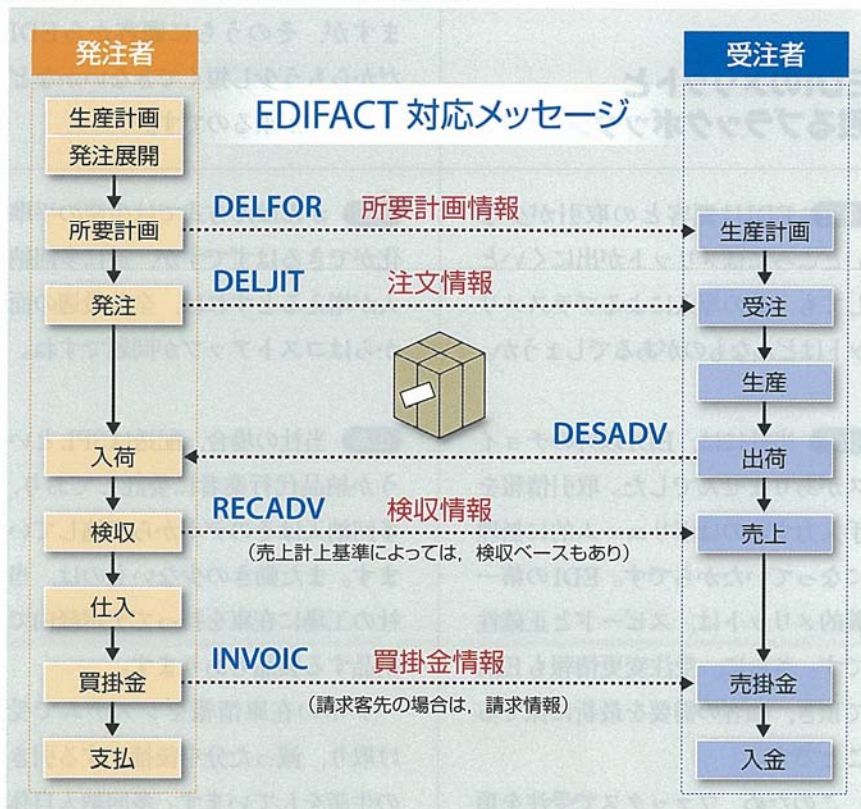 発注者
受注者
EDIFACT 対応メッセージ
生産計画
発注展開
DELFOR 所要計画情報
所要計画
生産計画
DELJIT 注文情報
発注
受注
生産
DESADV
入荷
出荷
RECADV 検収情報
検収
(売上計上基準によっては,検収ベースもあり)
売上
仕入
INVOIC 買掛金情報
買掛金
(請求客先の場合は,請求情報)
売掛金
支払
入金